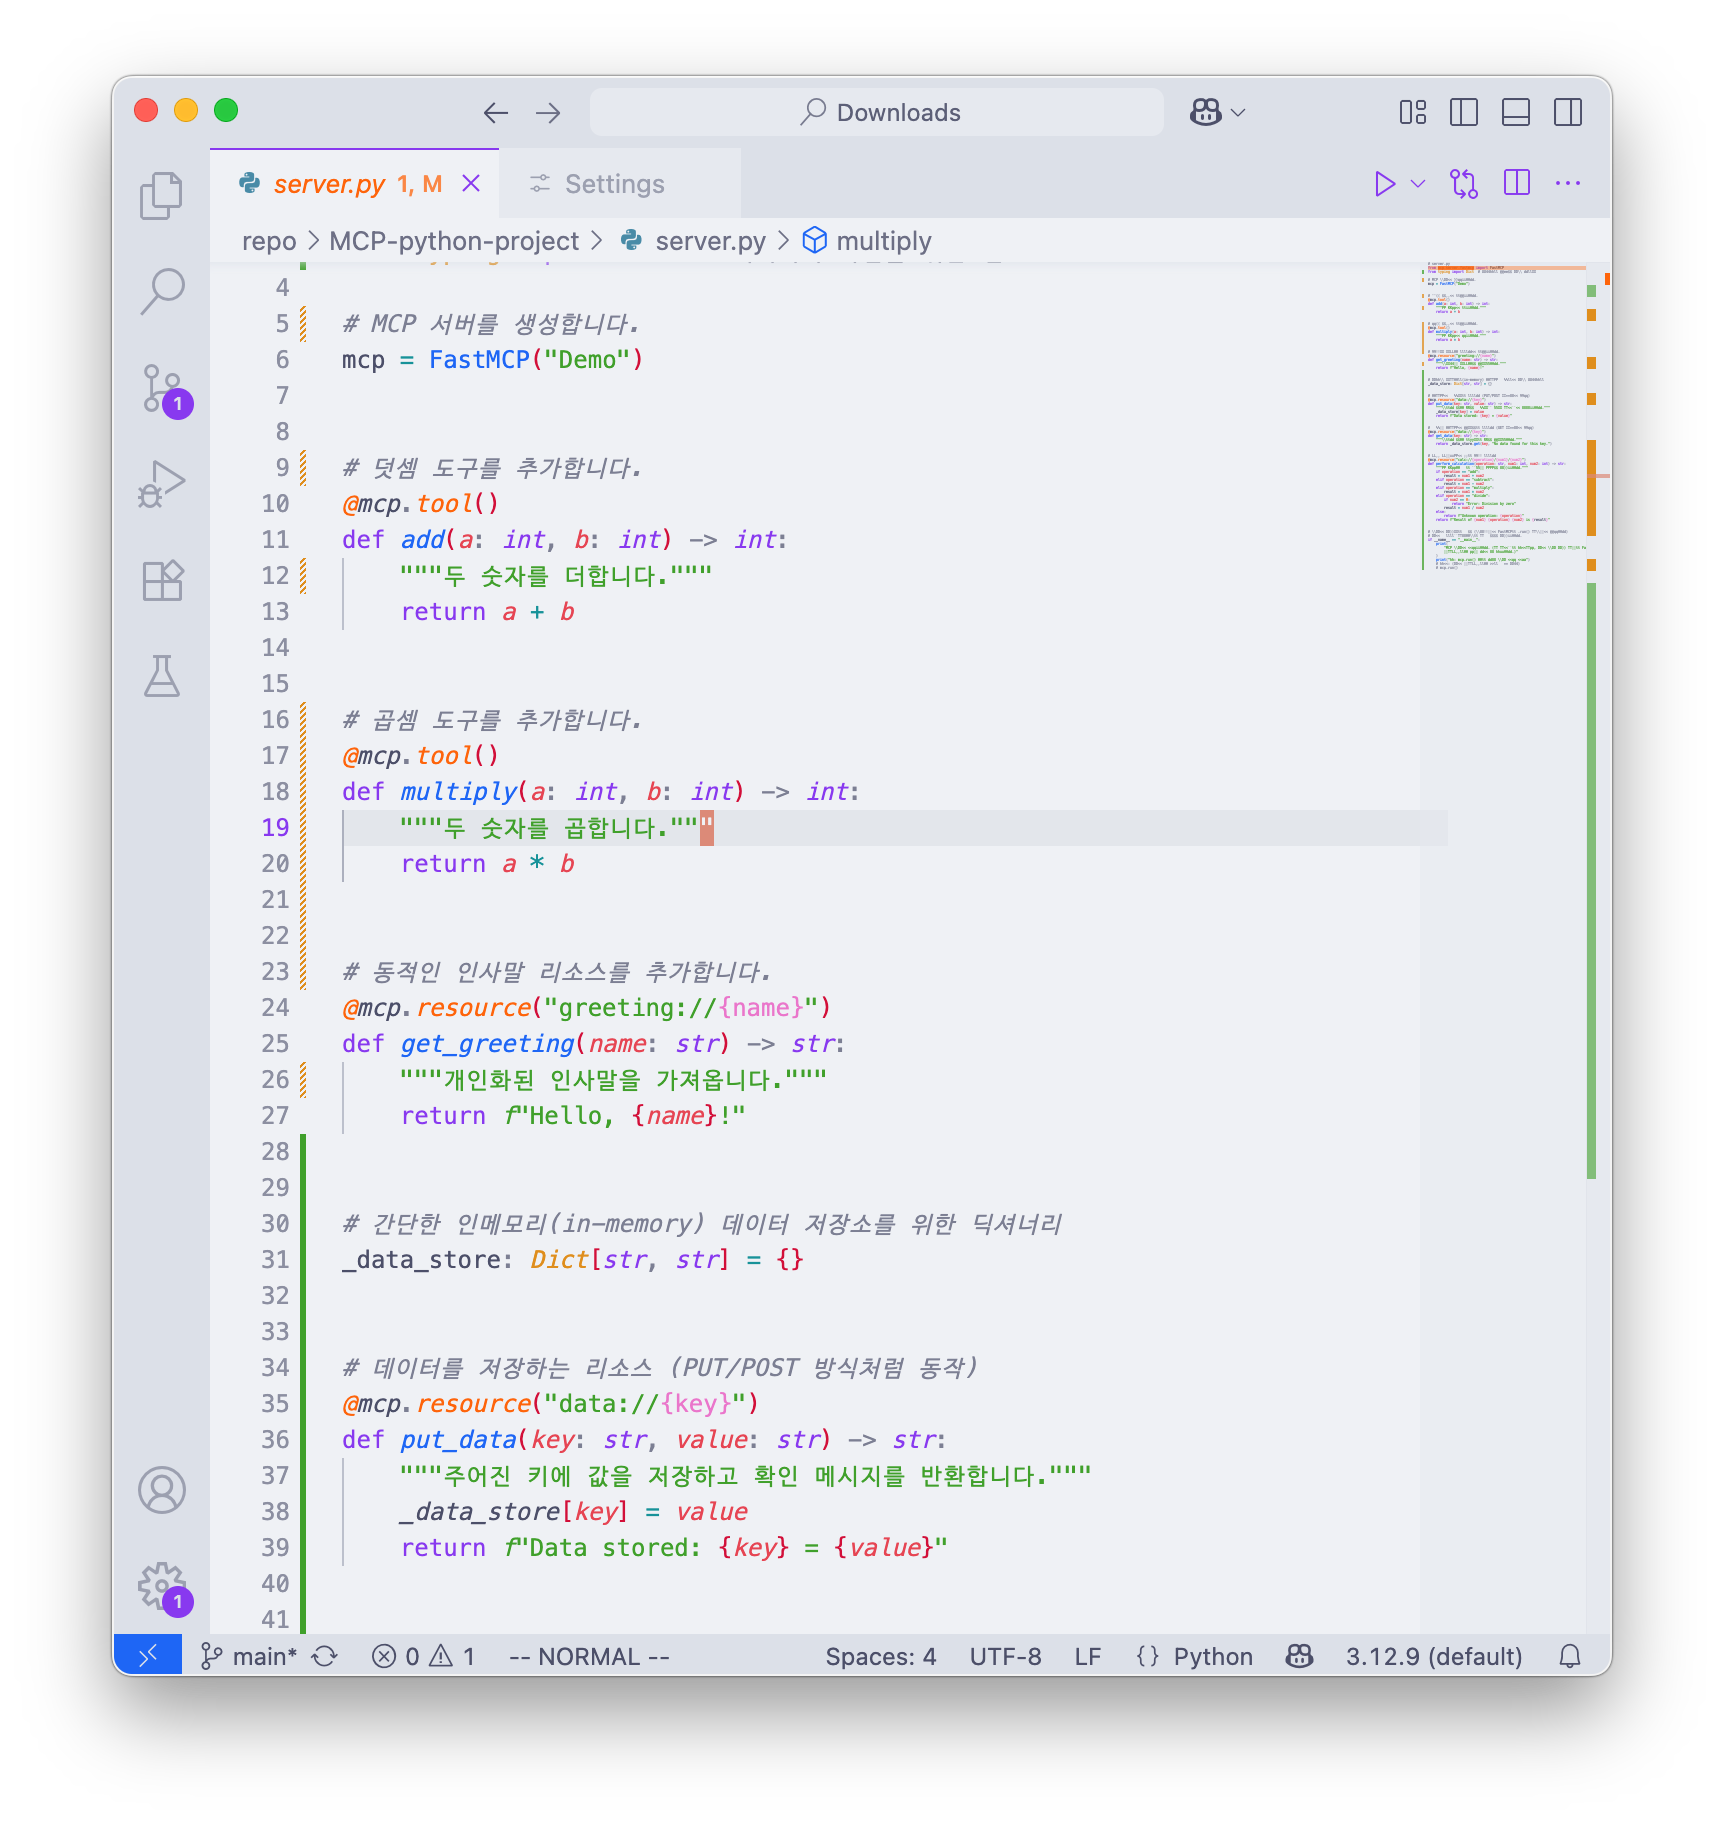 Downloads
server.py 1, M
Settings
repo > MCP-python-project > server.py > multiply
4
5 # MCP 서버를 생성합니다.
6 mcp = FastMCP("Demo")
7
8
9 # 덧셈 도구를 추가합니다.
10 @mcp.tool()
11 def add(a: int, b: int) -> int:
12 """두 숫자를 더합니다."""
13 return a + b
14
15
16 # 곱셈 도구를 추가합니다.
17 @mcp.tool()
18 def multiply(a: int, b: int) -> int:
19 """두 숫자를 곱합니다."""
20 return a * b
21
22
23 # 동적인 인사말 리소스를 추가합니다.
24 @mcp.resource("greeting://{name}")
25 def get_greeting(name: str) -> str:
26 """개인화된 인사말을 가져옵니다."""
27 return f"Hello, {name}!"
28
29
30 # 간단한 인메모리(in-memory) 데이터 저장소를 위한 딕셔너리
31 _data_store: Dict[str, str] = {}
32
33
34 # 데이터를 저장하는 리소스 (PUT/POST 방식처럼 동작)
35 @mcp.resource("data://{key}")
36 def put_data(key: str, value: str) -> str:
37 """주어진 키에 값을 저장하고 확인 메시지를 반환합니다."""
38 _data_store[key] = value
39 return f"Data stored: {key} = {value}"
40
41
1
1
main* 0 1 -- NORMAL -- Spaces: 4 UTF-8 LF {} Python 3.12.9 (default)